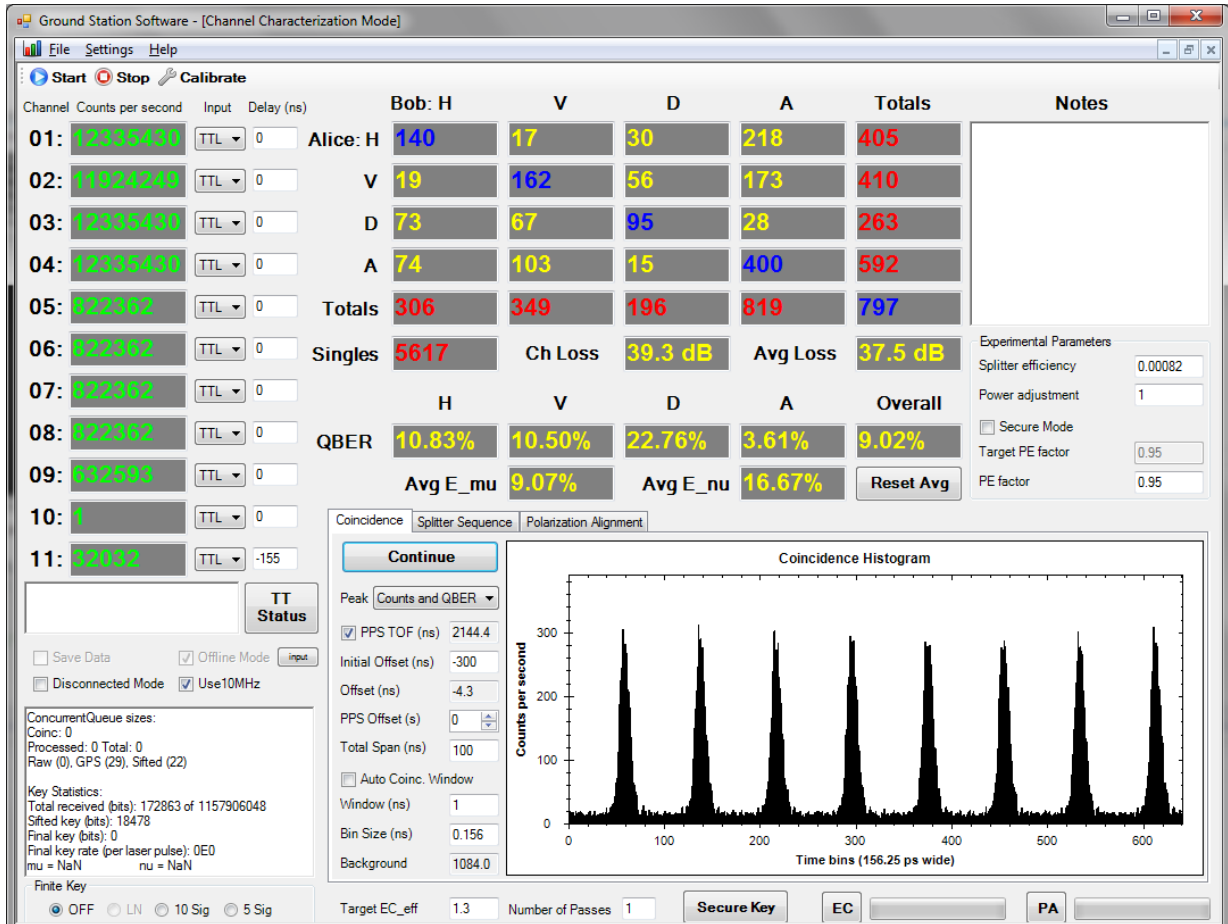 Ground Station Software - [Channel Characterization Mode]
File Settings Help
Start Stop Calibrate
Channel Counts per second Input Delay (ns)
01: 12335430 TTL 0
02: 11924249 TTL 0
03: 12335430 TTL 0
04: 12335430 TTL 0
05: 822362 TTL 0
06: 822362 TTL 0
07: 822362 TTL 0
08: 822362 TTL 0
09: 632593 TTL 0
10: 1 TTL 0
11: 32032 TTL -155
TT Status
Save Data Offline Mode input
Disconnected Mode Use10MHz
ConcurrentQueue sizes:
Coinc: 0
Processed: 0 Total: 0
Raw (0), GPS (29), Sifted (22)
Key Statistics:
Total received (bits): 172863 of 1157906048
Sifted key (bits): 18478
Final key (bits): 0
Final key rate (per laser pulse): 0E0
mu = NaN nu = NaN
Finite Key
OFF LN 10 Sig 5 Sig
Bob: H V D A Totals
Alice: H 140 17 30 218 405
V 19 162 56 173 410
D 73 67 95 28 263
A 74 103 15 400 592
Totals 306 349 196 819 797
Singles 5617 Ch Loss 39.3 dB Avg Loss 37.5 dB
H V D A Overall
QBER 10.83% 10.50% 22.76% 3.61% 9.02%
Avg E_mu 9.07% Avg E_nu 16.67% Reset Avg
Notes
Experimental Parameters
Splitter efficiency 0.00082
Power adjustment 1
Secure Mode
Target PE factor 0.95
PE factor 0.95
Coincidence Splitter Sequence Polarization Alignment
Continue
Peak Counts and QBER
PPS TOF (ns) 2144.4
Initial Offset (ns) -300
Offset (ns) -4.3
PPS Offset (s) 0
Total Span (ns) 100
Auto Coinc. Window
Window (ns) 1
Bin Size (ns) 0.156
Background 1084.0
Coincidence Histogram
Counts per second
300
200
100
0
0 100 200 300 400 500 600
Time bins (156.25 ps wide)
Target EC_eff 1.3 Number of Passes 1 Secure Key EC PA